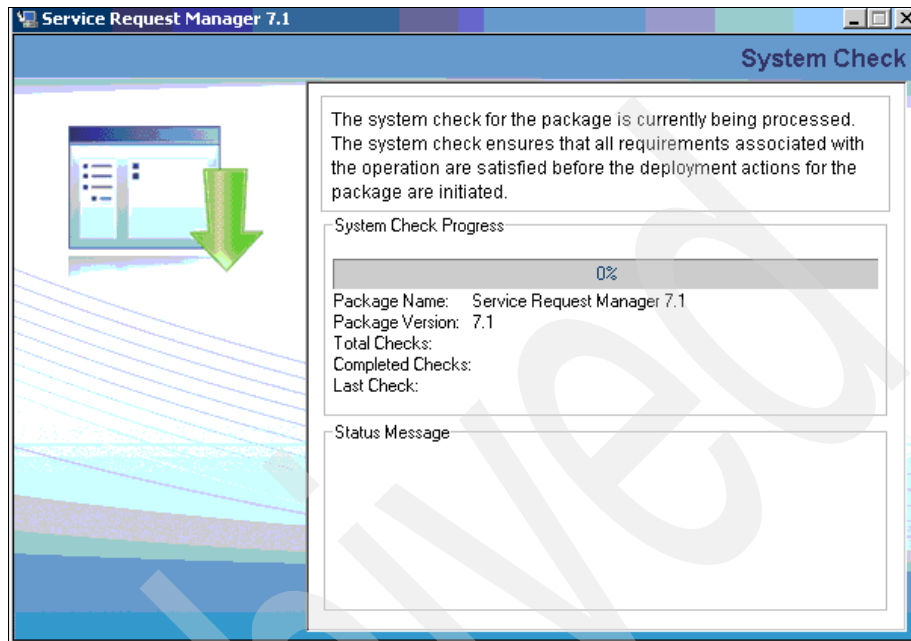 Service Request Manager 7.1
System Check
The system check for the package is currently being processed.
The system check ensures that all requirements associated with
the operation are satisfied before the deployment actions for the
package are initiated.
System Check Progress
0%
Package Name: Service Request Manager 7.1
Package Version: 7.1
Total Checks:
Completed Checks:
Last Check:
Status Message